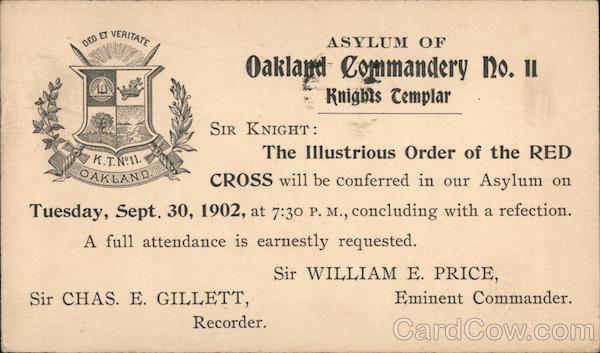 DEO ET VERITATE
K.T. No 11.
OAKLAND.
ASYLUM OF
Oakland Commandery No. 11
Knights Templar
SIR KNIGHT:
The Illustrious Order of the RED
CROSS will be conferred in our Asylum on
Tuesday, Sept. 30, 1902, at 7:30 P. M., concluding with a refection.
A full attendance is earnestly requested.
Sir WILLIAM E. PRICE,
Eminent Commander.
Sir CHAS. E. GILLETT,
Recorder.
CardCow.com